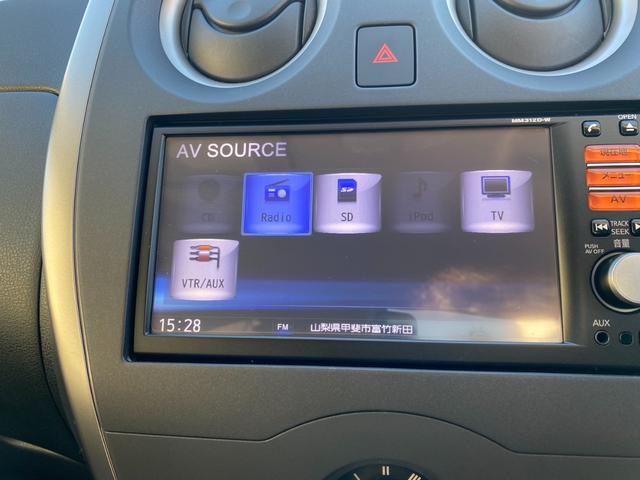 MM312D-W
OPEN
AV SOURCE
現在地
メニュー
AV
CD
Radio
SD
iPod
TV
TRACK
SEEK
音量
PUSH
AV OFF
VTR/AUX
15:28
FM
山梨県甲斐市富竹新田
AUX